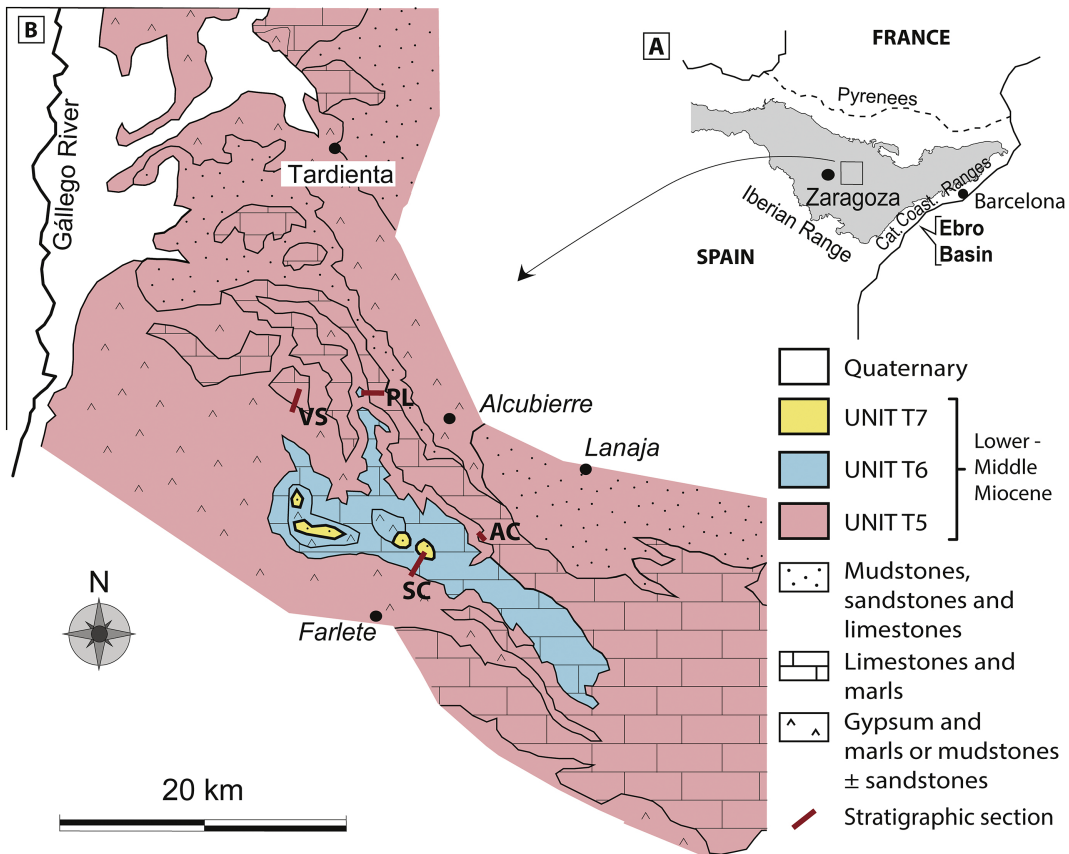 B
Gállego River
Tardienta
A
FRANCE
Pyrenees
Zaragoza
Iberian Range
Cat. Coast. Ranges
Barcelona
Ebro
Basin
SPAIN
VS
PL
Alcubierre
Lanaja
AC
SC
Farlete
N
20 km
Quaternary
UNIT T7
UNIT T6
UNIT T5
Lower -
Middle
Miocene
Mudstones,
sandstones and
limestones
Limestones and
marls
Gypsum and
marls or mudstones
± sandstones
Stratigraphic section